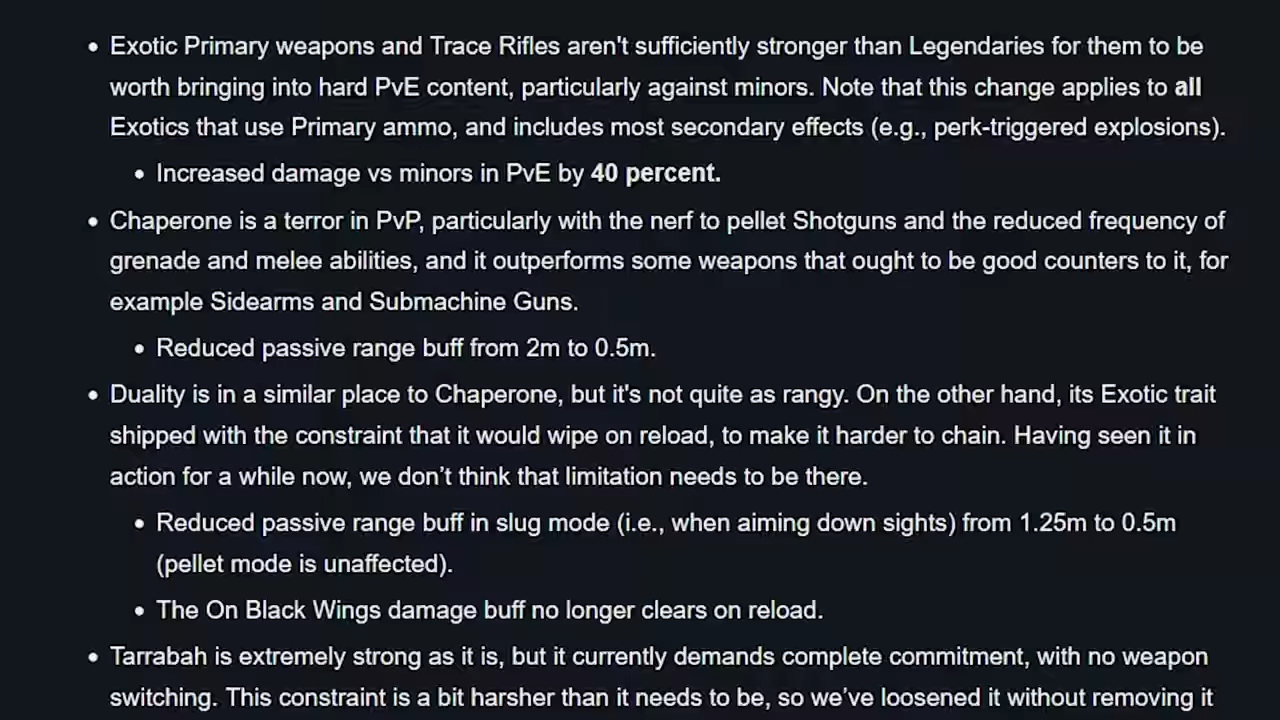 • Exotic Primary weapons and Trace Rifles aren't sufficiently stronger than Legendaries for them to be
worth bringing into hard PvE content, particularly against minors. Note that this change applies to all
Exotics that use Primary ammo, and includes most secondary effects (e.g., perk-triggered explosions).
• Increased damage vs minors in PvE by 40 percent.
• Chaperone is a terror in PvP, particularly with the nerf to pellet Shotguns and the reduced frequency of
grenade and melee abilities, and it outperforms some weapons that ought to be good counters to it, for
example Sidearms and Submachine Guns.
• Reduced passive range buff from 2m to 0.5m.
• Duality is in a similar place to Chaperone, but it's not quite as rangy. On the other hand, its Exotic trait
shipped with the constraint that it would wipe on reload, to make it harder to chain. Having seen it in
action for a while now, we don’t think that limitation needs to be there.
• Reduced passive range buff in slug mode (i.e., when aiming down sights) from 1.25m to 0.5m
(pellet mode is unaffected).
• The On Black Wings damage buff no longer clears on reload.
• Tarrabah is extremely strong as it is, but it currently demands complete commitment, with no weapon
switching. This constraint is a bit harsher than it needs to be, so we’ve loosened it without removing it